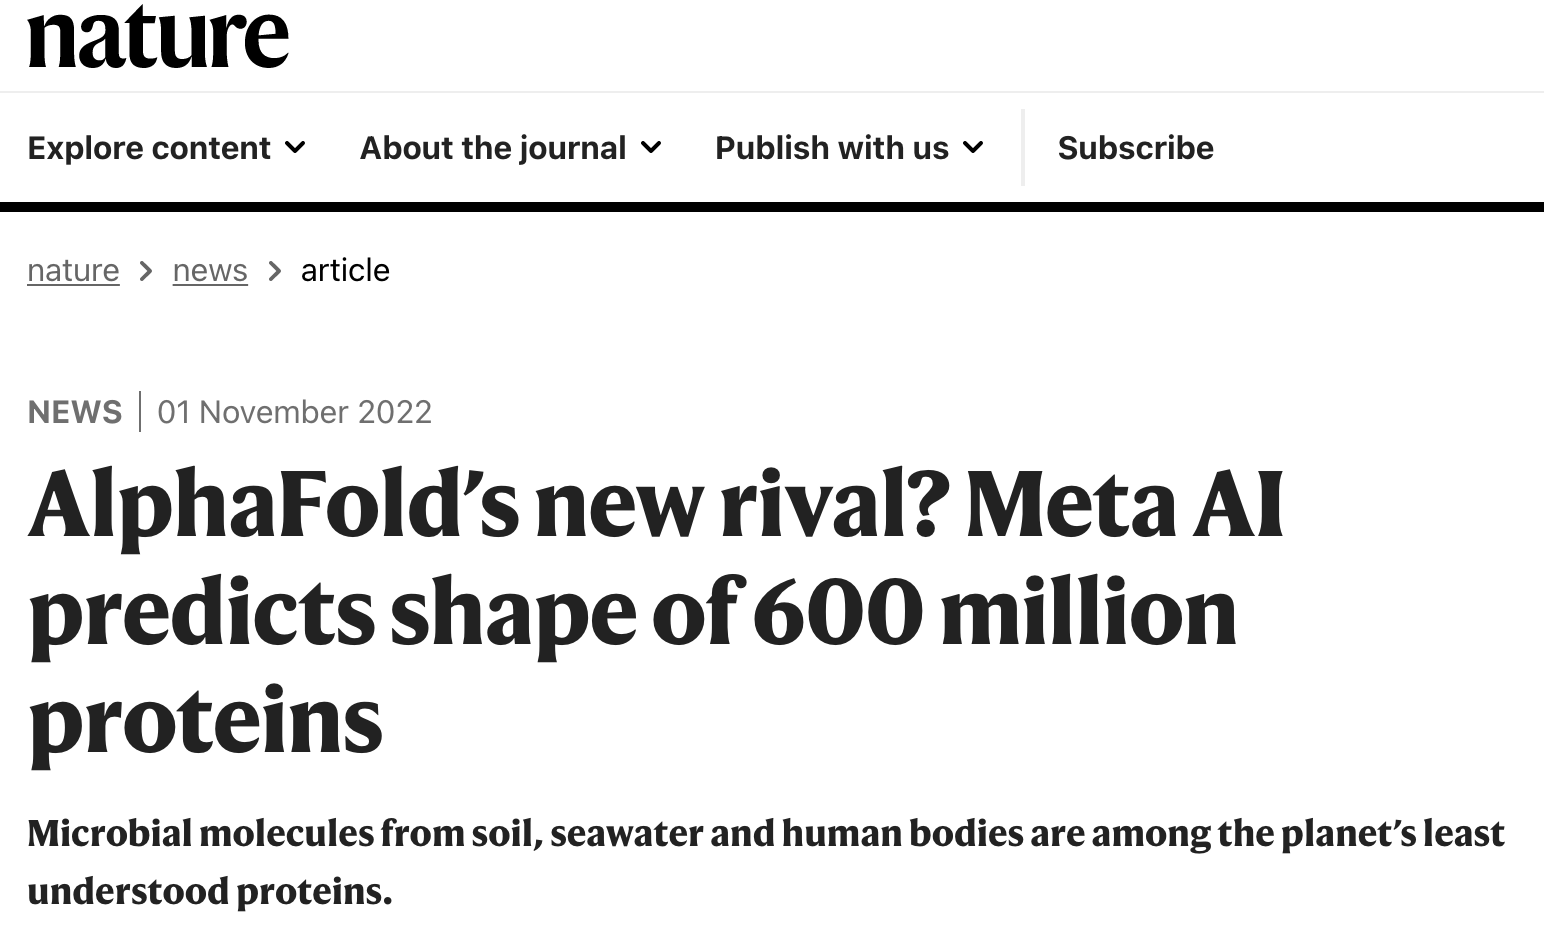 nature
Explore content About the journal Publish with us Subscribe
nature > news > article
NEWS | 01 November 2022
AlphaFold’s new rival? Meta AI
predicts shape of 600 million
proteins
Microbial molecules from soil, seawater and human bodies are among the planet’s least
understood proteins.